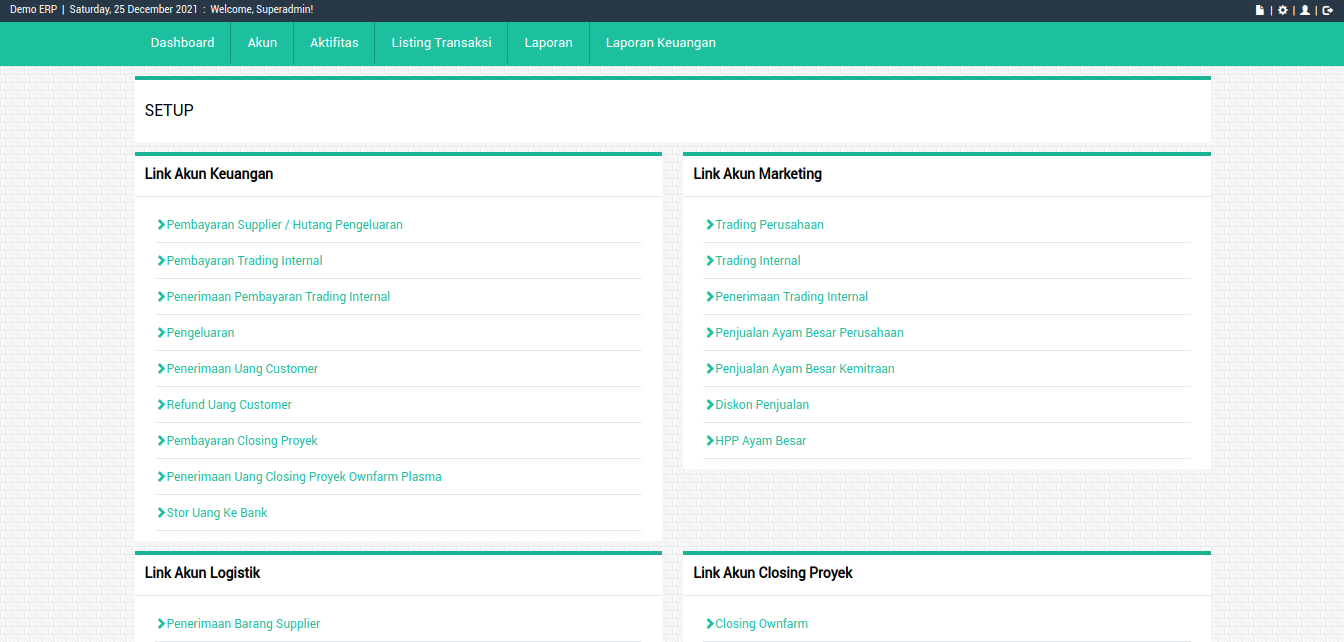 Demo ERP | Saturday, 25 December 2021 : Welcome, Superadmin!
Dashboard Akun Aktifitas Listing Transaksi Laporan Laporan Keuangan
SETUP
Link Akun Keuangan
Pembayaran Supplier / Hutang Pengeluaran
Pembayaran Trading Internal
Penerimaan Pembayaran Trading Internal
Pengeluaran
Penerimaan Uang Customer
Refund Uang Customer
Pembayaran Closing Proyek
Penerimaan Uang Closing Proyek Ownfarm Plasma
Stor Uang Ke Bank
Link Akun Marketing
Trading Perusahaan
Trading Internal
Penerimaan Trading Internal
Penjualan Ayam Besar Perusahaan
Penjualan Ayam Besar Kemitraan
Diskon Penjualan
HPP Ayam Besar
Link Akun Logistik
Penerimaan Barang Supplier
Link Akun Closing Proyek
Closing Ownfarm